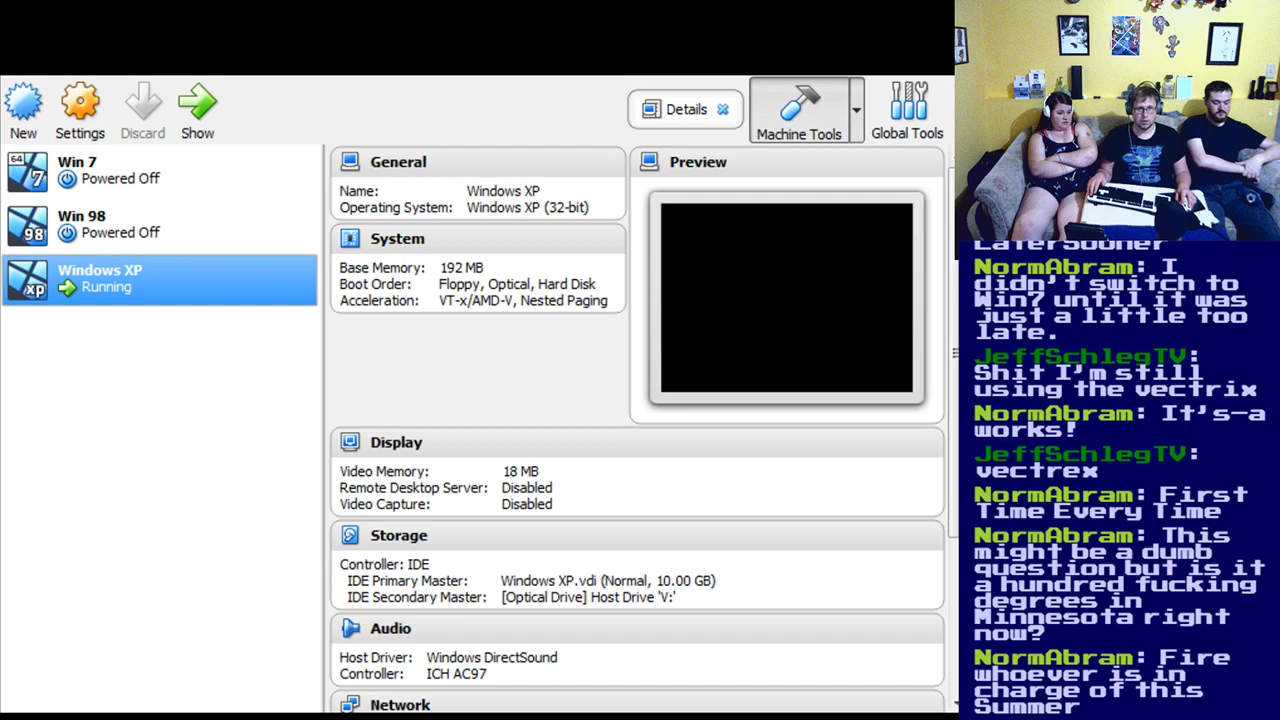 New
Settings
Discard
Show
Details
Machine Tools
Global Tools
64
7
Win 7
Powered Off
98
Win 98
Powered Off
xp
Windows XP
Running
General
Name: Windows XP
Operating System: Windows XP (32-bit)
System
Base Memory: 192 MB
Boot Order: Floppy, Optical, Hard Disk
Acceleration: VT-x/AMD-V, Nested Paging
Preview
Display
Video Memory: 18 MB
Remote Desktop Server: Disabled
Video Capture: Disabled
Storage
Controller: IDE
IDE Primary Master: Windows XP.vdi (Normal, 10.00 GB)
IDE Secondary Master: [Optical Drive] Host Drive 'V:'
Audio
Host Driver: Windows DirectSound
Controller: ICH AC97
Network
LaterSooner
NormAbram: I
didn't switch to
Win7 until it was
just a little too
late.
JeffSchlegTV:
Shit I'm still
using the vectrix
NormAbram: It's-a
works!
JeffSchlegTV:
vectrex
NormAbram: First
Time Every Time
NormAbram: This
might be a dumb
question but is it
a hundred fucking
degrees in
Minnesota right
now?
NormAbram: Fire
whoever is in
charge of this
Summer